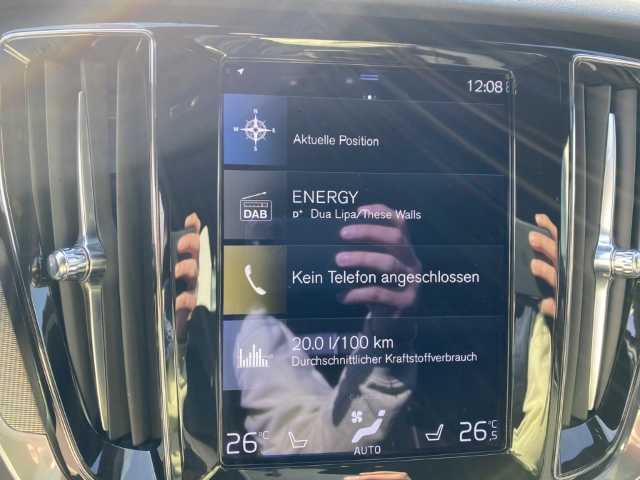 12:08
N
W E
S
Aktuelle Position
ENERGY
DAB
D+ Dua Lipa/These Walls
Kein Telefon angeschlossen
20.0 l/100 km
Durchschnittlicher Kraftstoffverbrauch
26°C
26,5°C
AUTO